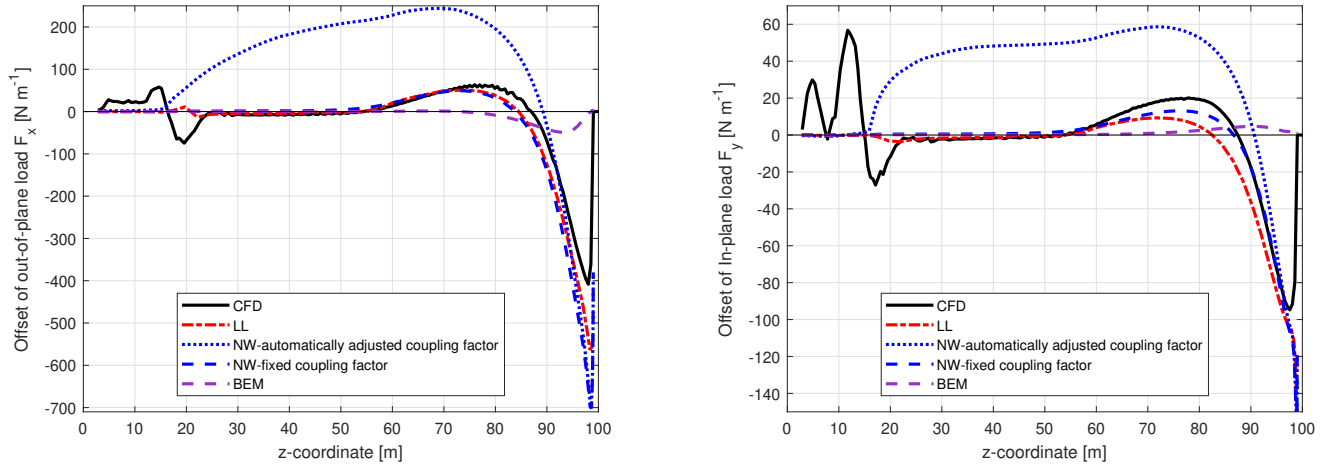 Offset of out-of-plane load F_x [N m^-1]
200
100
0
-100
-200
-300
-400
-500
-600
-700
CFD
LL
NW-automatically adjusted coupling factor
NW-fixed coupling factor
BEM
0 10 20 30 40 50 60 70 80 90 100
z-coordinate [m]
Offset of In-plane load F_y [N m^-1]
60
40
20
0
-20
-40
-60
-80
-100
-120
-140
CFD
LL
NW-automatically adjusted coupling factor
NW-fixed coupling factor
BEM
0 10 20 30 40 50 60 70 80 90 100
z-coordinate [m]